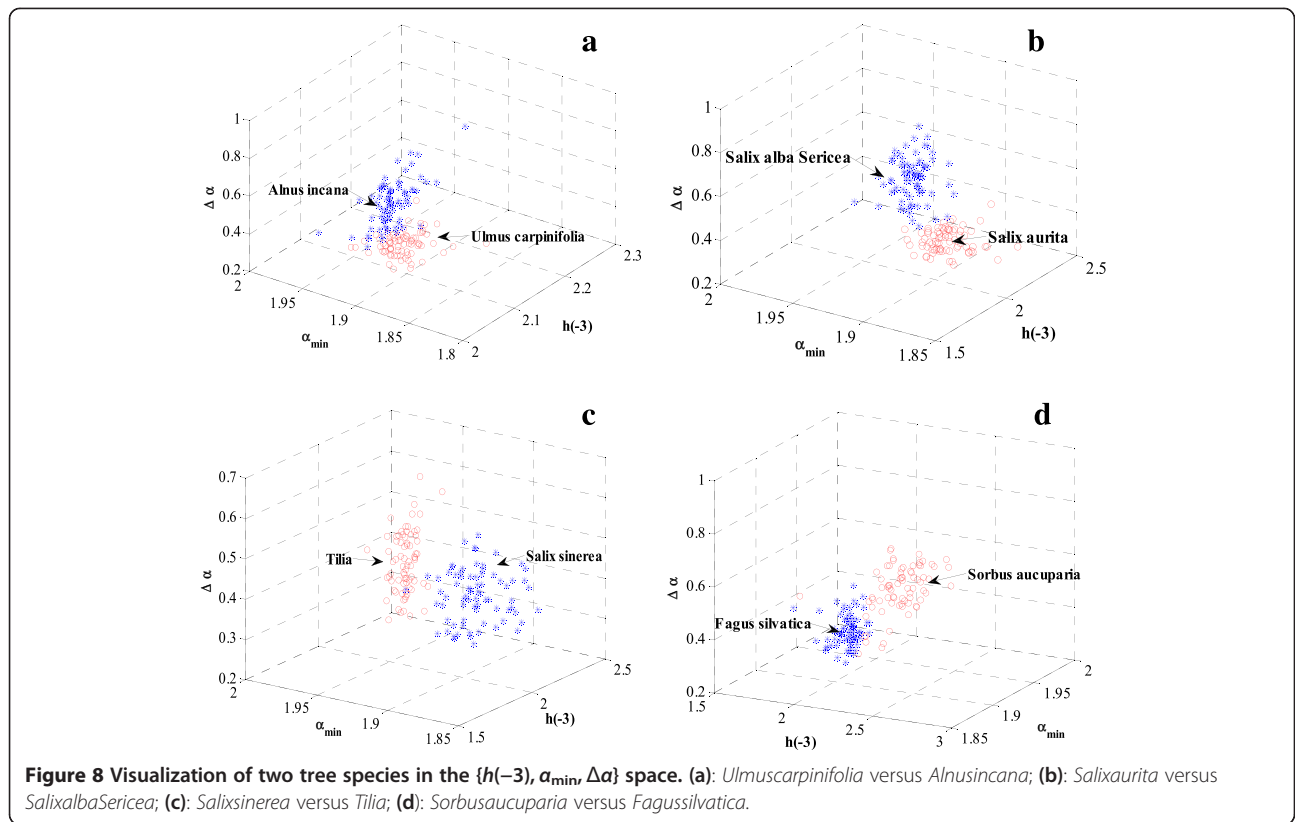 a
1
0.8
0.6
0.4
0.2
Δ α
Alnus incana
Ulmus carpinifolia
2
1.95
1.9
1.85
1.8
α min
2
2.1
2.2
2.3
h(-3)
b
1
0.8
0.6
0.4
0.2
Δ α
Salix alba Sericea
Salix aurita
2
1.95
1.9
1.85
α min
1.5
2
2.5
h(-3)
c
0.7
0.6
0.5
0.4
0.3
0.2
Δ α
Tilia
Salix sinerea
2
1.95
1.9
1.85
α min
1.5
2
2.5
h(-3)
d
1
0.8
0.6
0.4
0.2
Δ α
Sorbus aucuparia
Fagus silvatica
1.5
2
2.5
3
h(-3)
1.85
1.9
1.95
2
α min
Figure 8 Visualization of two tree species in the {h(−3), αmin, Δα} space. (a): Ulmuscarpinifolia versus Alnusincana; (b): Salixaurita versus
SalixalbaSericea; (c): Salixsinerea versus Tilia; (d): Sorbusaucuparia versus Fagussilvatica.